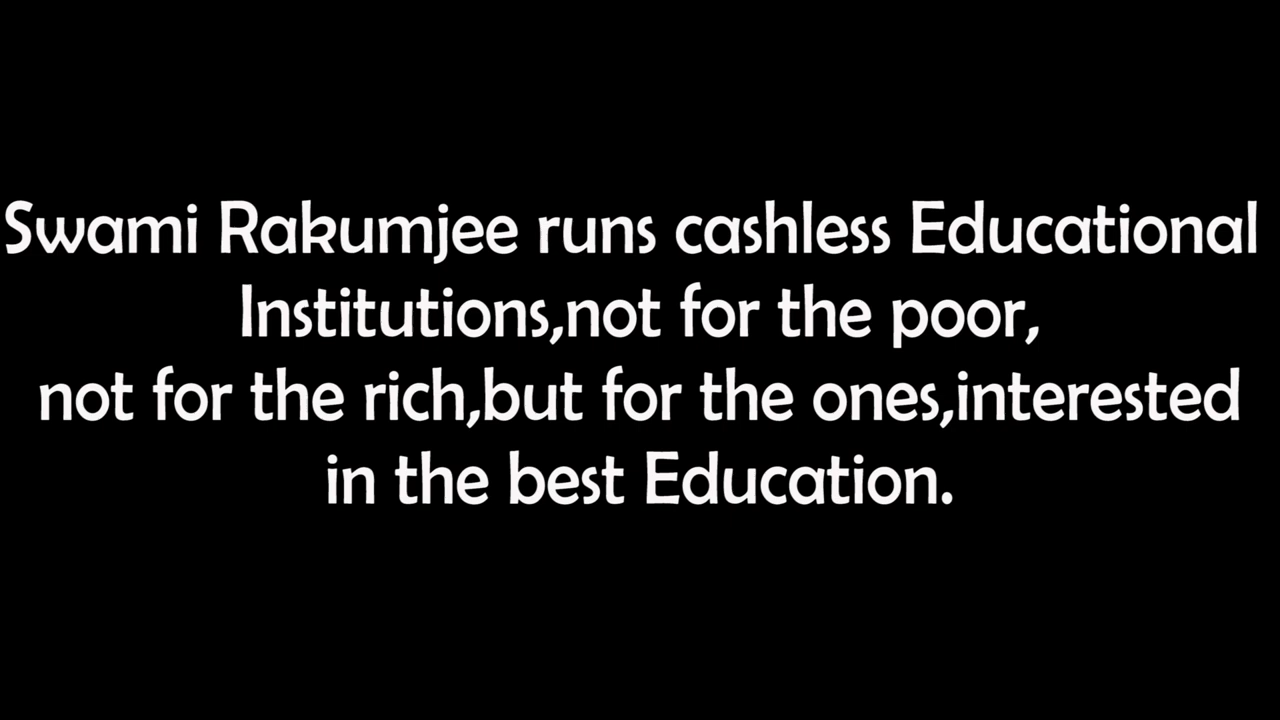 Swami Rakumjee runs cashless Educational
Institutions,not for the poor,
not for the rich,but for the ones,interested
in the best Education.